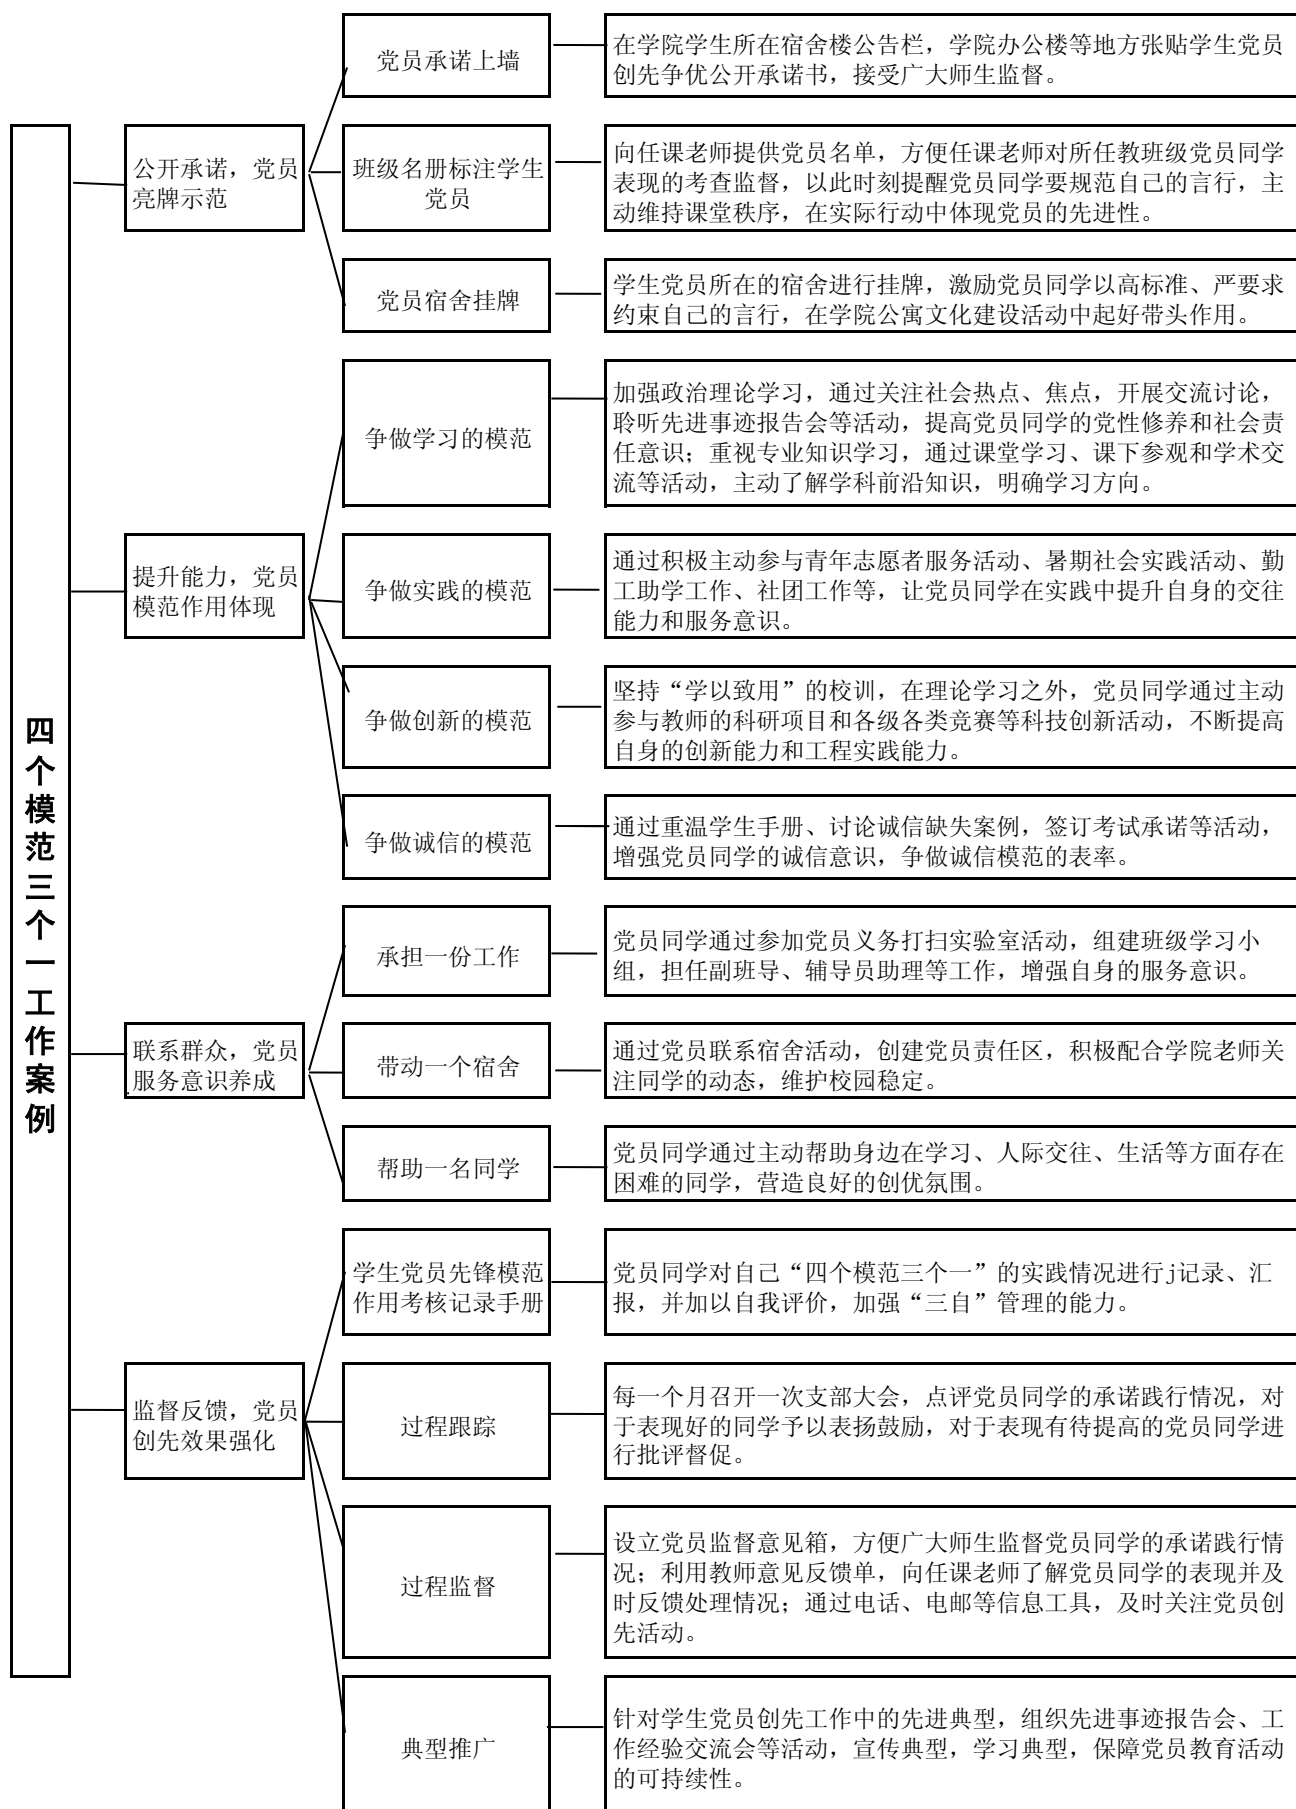 四个模范三个一工作案例
公开承诺，党员
亮牌示范
党员承诺上墙
在学院学生所在宿舍楼公告栏，学院办公楼等地方张贴学生党员
创先争优公开承诺书，接受广大师生监督。
班级名册标注学生
党员
向任课老师提供党员名单，方便任课老师对所任教班级党员同学
表现的考查监督，以此时刻提醒党员同学要规范自己的言行，主
动维持课堂秩序，在实际行动中体现党员的先进性。
党员宿舍挂牌
学生党员所在的宿舍进行挂牌，激励党员同学以高标准、严要求
约束自己的言行，在学院公寓文化建设活动中起好带头作用。
提升能力，党员
模范作用体现
争做学习的模范
加强政治理论学习，通过关注社会热点、焦点，开展交流讨论，
聆听先进事迹报告会等活动，提高党员同学的党性修养和社会责
任意识；重视专业知识学习，通过课堂学习、课下参观和学术交
流等活动，主动了解学科前沿知识，明确学习方向。
争做实践的模范
通过积极主动参与青年志愿者服务活动、暑期社会实践活动、勤
工助学工作、社团工作等，让党员同学在实践中提升自身的交往
能力和服务意识。
争做创新的模范
坚持“学以致用”的校训，在理论学习之外，党员同学通过主动
参与教师的科研项目和各级各类竞赛等科技创新活动，不断提高
自身的创新能力和工程实践能力。
争做诚信的模范
通过重温学生手册、讨论诚信缺失案例，签订考试承诺等活动，
增强党员同学的诚信意识，争做诚信模范的表率。
联系群众，党员
服务意识养成
承担一份工作
党员同学通过参加党员义务打扫实验室活动，组建班级学习小
组，担任副班导、辅导员助理等工作，增强自身的服务意识。
带动一个宿舍
通过党员联系宿舍活动，创建党员责任区，积极配合学院老师关
注同学的动态，维护校园稳定。
帮助一名同学
党员同学通过主动帮助身边在学习、人际交往、生活等方面存在
困难的同学，营造良好的创优氛围。
监督反馈，党员
创先效果强化
学生党员先锋模范
作用考核记录手册
党员同学对自己“四个模范三个一”的实践情况进行j记录、汇
报，并加以自我评价，加强“三自”管理的能力。
过程跟踪
每一个月召开一次支部大会，点评党员同学的承诺践行情况，对
于表现好的同学予以表扬鼓励，对于表现有待提高的党员同学进
行批评督促。
过程监督
设立党员监督意见箱，方便广大师生监督党员同学的承诺践行情
况；利用教师意见反馈单，向任课老师了解党员同学的表现并及
时反馈处理情况；通过电话、电邮等信息工具，及时关注党员创
先活动。
典型推广
针对学生党员创先工作中的先进典型，组织先进事迹报告会、工
作经验交流会等活动，宣传典型，学习典型，保障党员教育活动
的可持续性。